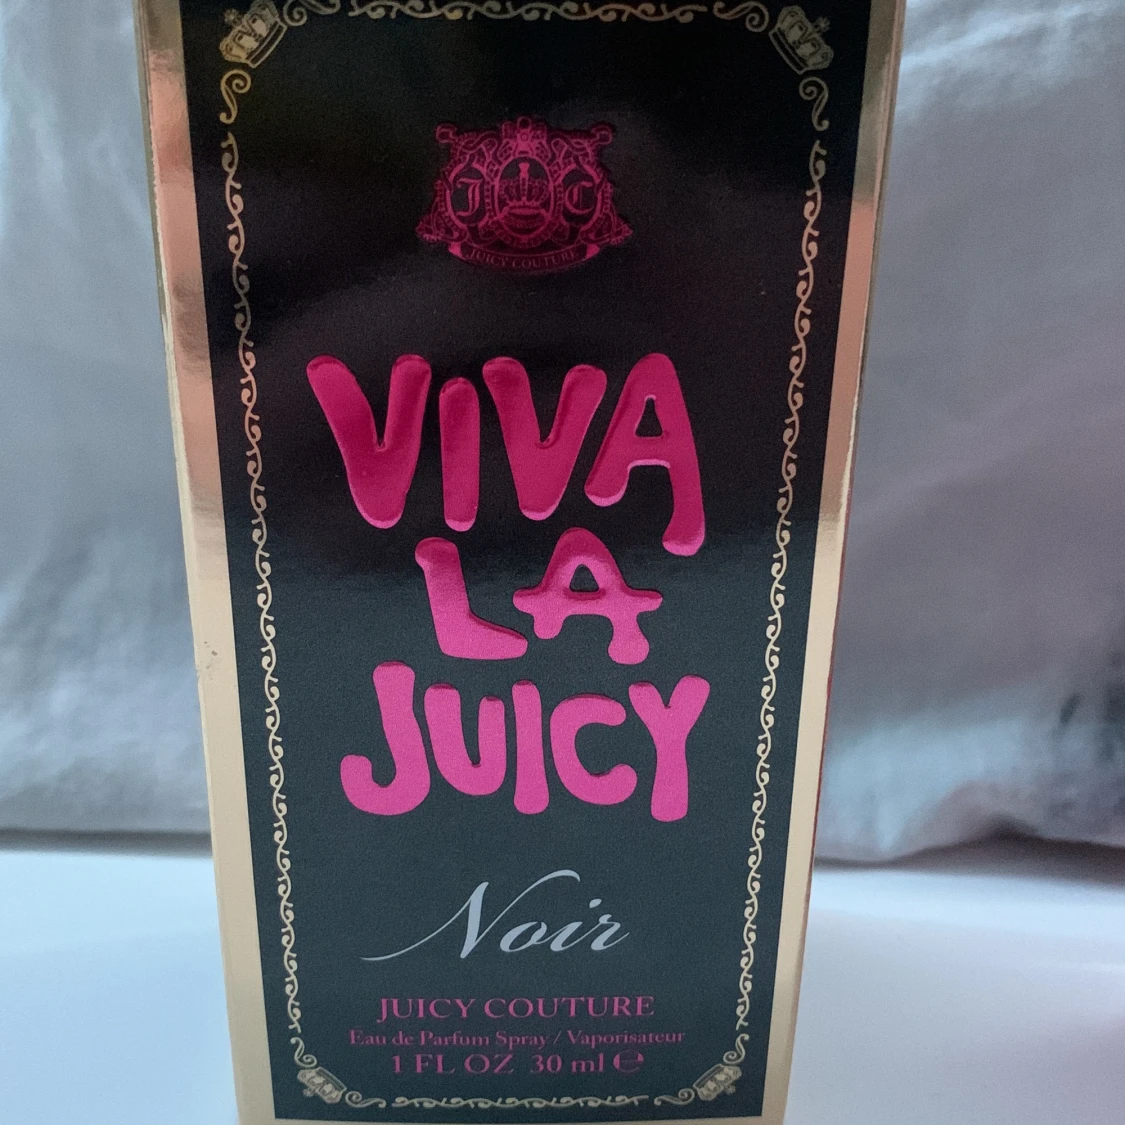 J C
JUICY COUTURE
VIVA
LA
JUICY
Noir
JUICY COUTURE
Eau de Parfum Spray / Vaporisateur
1 FL OZ 30 ml ℮